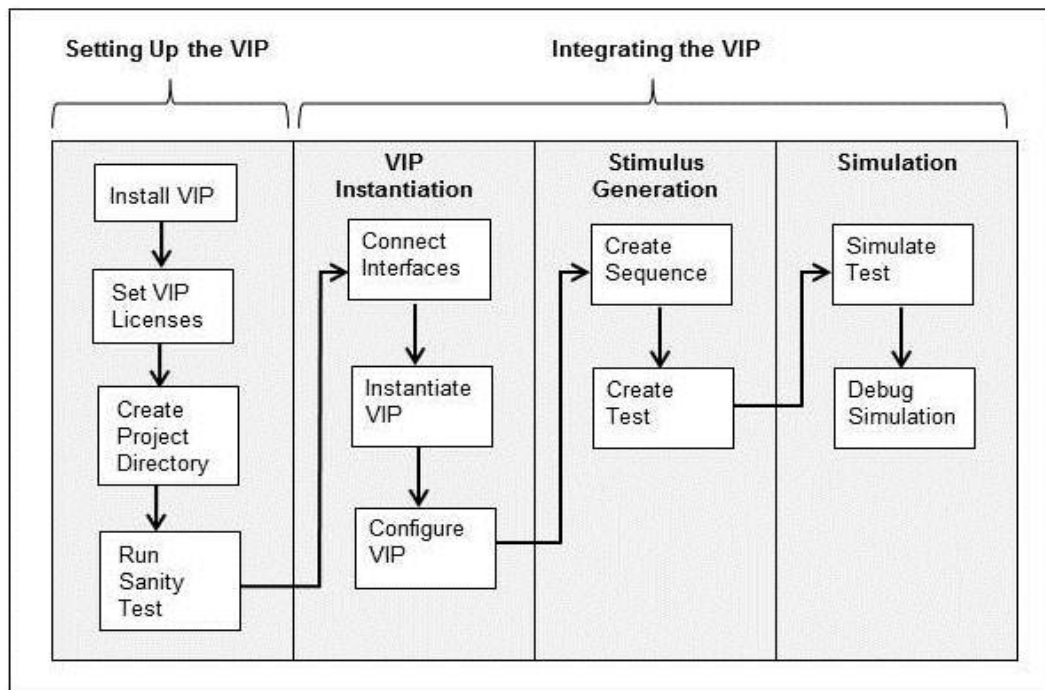 Setting Up the VIP
Integrating the VIP
Install VIP
Set VIP
Licenses
Create
Project
Directory
Run
Sanity
Test
VIP
Instantiation
Connect
Interfaces
Instantiate
VIP
Configure
VIP
Stimulus
Generation
Create
Sequence
Create
Test
Simulation
Simulate
Test
Debug
Simulation